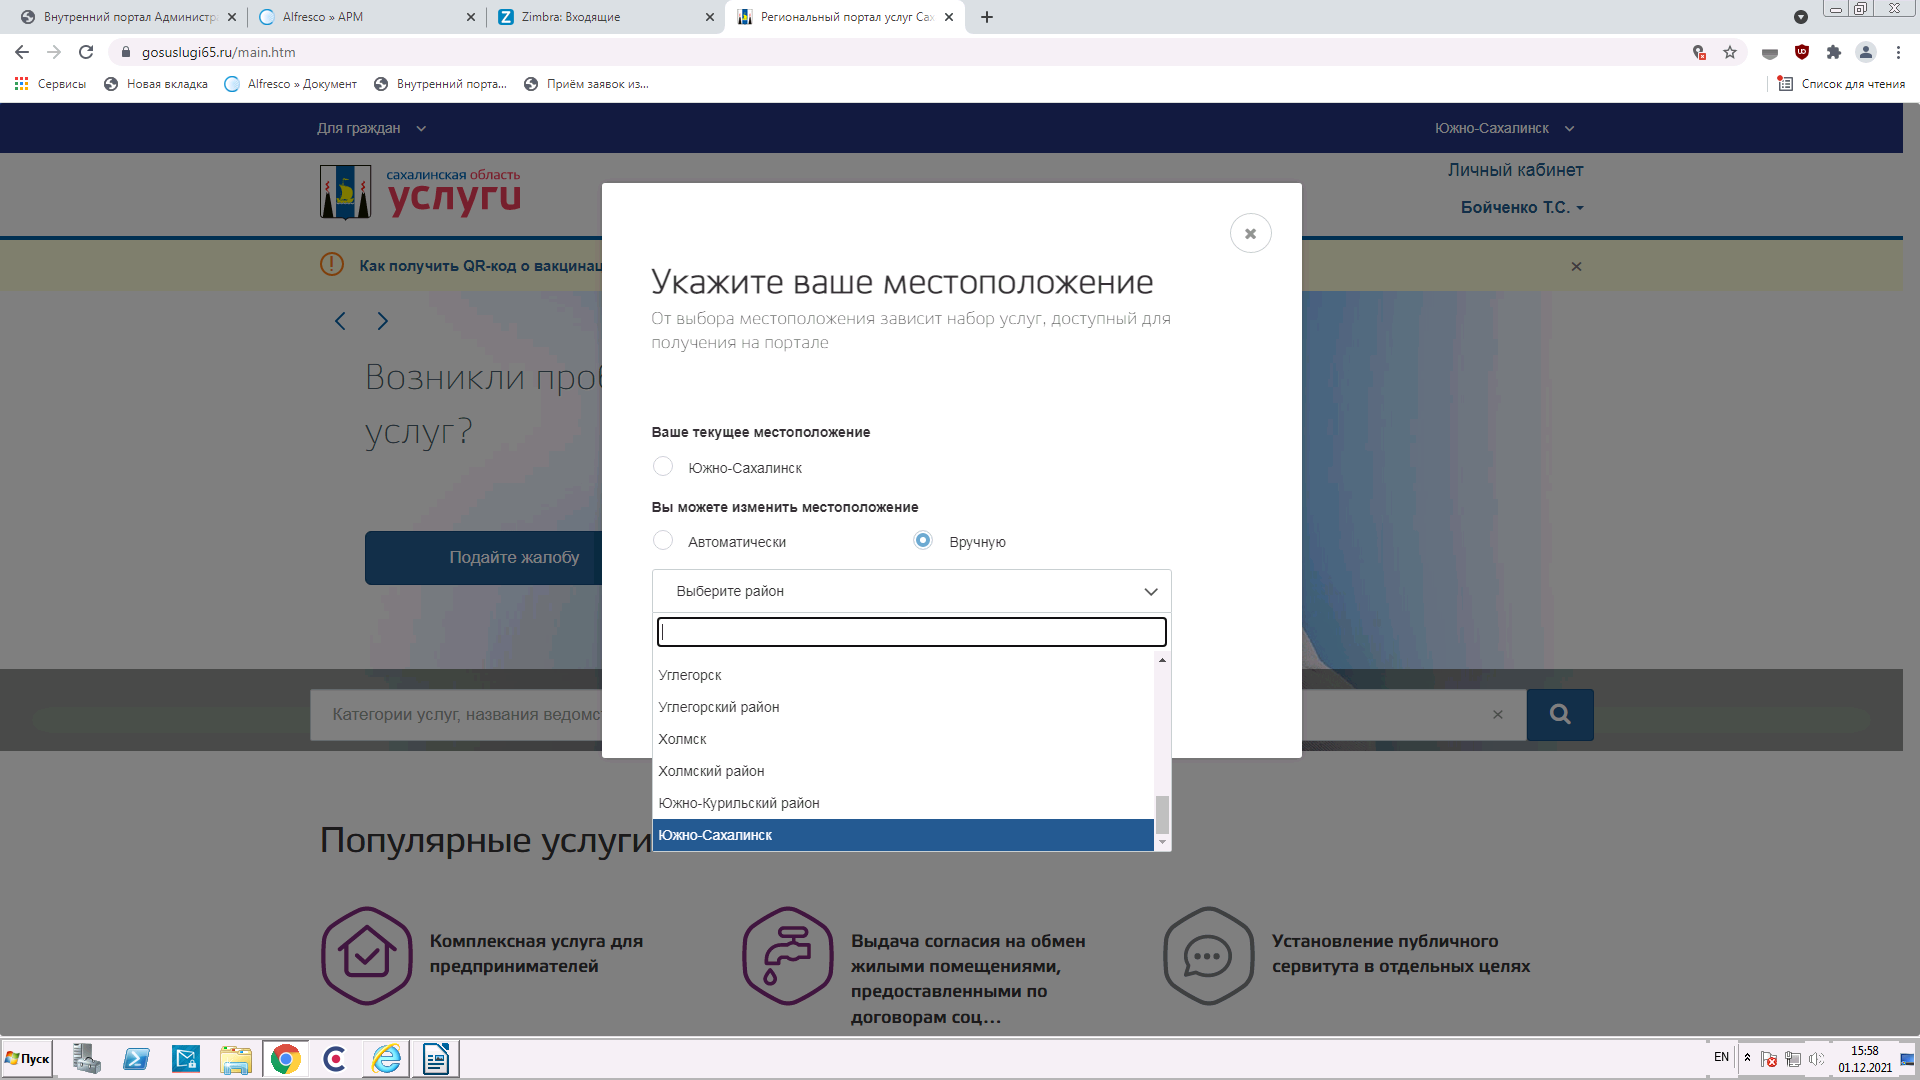 Внутренний портал Администра
Alfresco » АРМ
Zimbra: Входящие
Региональный портал услуг Сах
gosuslugi65.ru/main.htm
Сервисы
Новая вкладка
Alfresco » Документ
Внутренний порта...
Приём заявок из...
Список для чтения
Для граждан
Южно-Сахалинск
сахалинская область
услуги
Личный кабинет
Бойченко Т.С.
Как получить QR-код о вакцинац
Возникли проб
услуг?
Подайте жалобу
Категории услуг, названия ведомст
Укажите ваше местоположение
От выбора местоположения зависит набор услуг, доступный для
получения на портале
Ваше текущее местоположение
Южно-Сахалинск
Вы можете изменить местоположение
Автоматически
Вручную
Выберите район
Углегорск
Углегорский район
Холмск
Холмский район
Южно-Курильский район
Южно-Сахалинск
Популярные услуги
Комплексная услуга для
предпринимателей
Выдача согласия на обмен
жилыми помещениями,
предоставленными по
договорам соц...
Установление публичного
сервитута в отдельных целях
Пуск
EN
15:58
01.12.2021